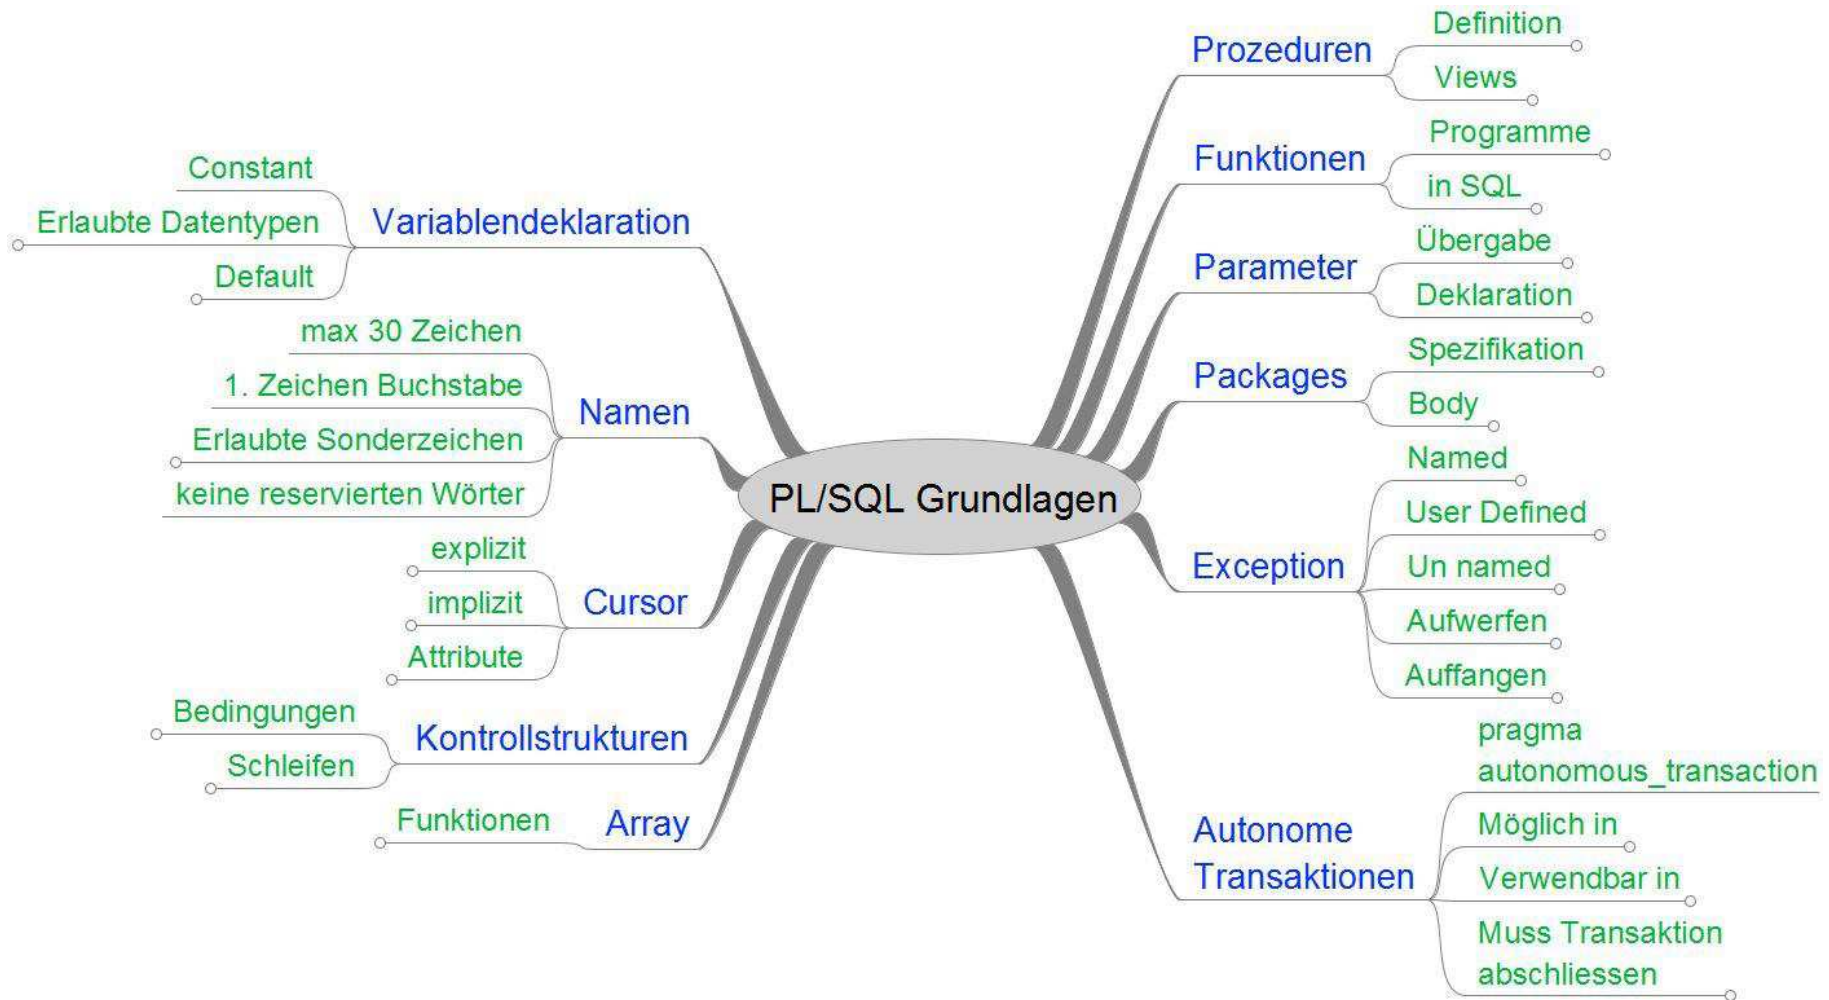 PL/SQL Grundlagen
Variablendeklaration
Constant
Erlaubte Datentypen
Default
Namen
max 30 Zeichen
1. Zeichen Buchstabe
Erlaubte Sonderzeichen
keine reservierten Wörter
Cursor
explizit
implizit
Attribute
Kontrollstrukturen
Bedingungen
Schleifen
Array
Funktionen
Prozeduren
Definition
Views
Funktionen
Programme
in SQL
Parameter
Übergabe
Deklaration
Packages
Spezifikation
Body
Exception
Named
User Defined
Un named
Aufwerfen
Auffangen
Autonome
Transaktionen
pragma
autonomous_transaction
Möglich in
Verwendbar in
Muss Transaktion
abschliessen